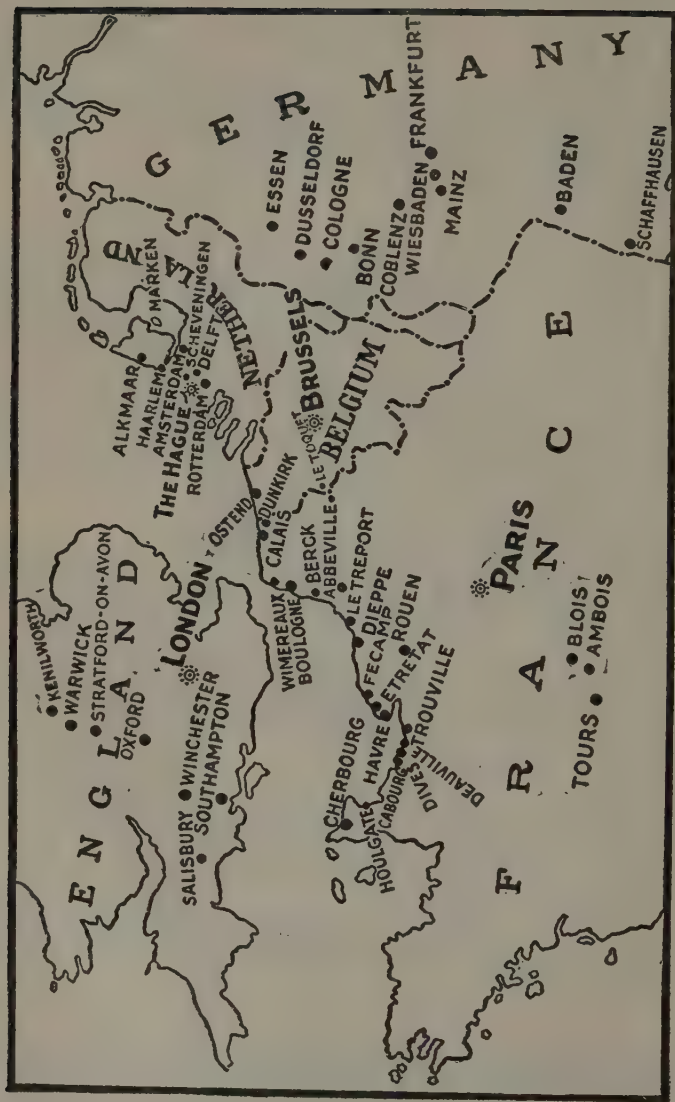 ENGLAND
KENILWORTH
WARWICK
STRATFORD-ON-AVON
OXFORD
LONDON
WINCHESTER
SALISBURY
SOUTHAMPTON
NETHERLAND
ALKMAAR
HAARLEM
AMSTERDAM
THE HAGUE
ROTTERDAM
MARKEN
SCHEVENINGEN
DELFT
GERMANY
ESSEN
DUSSELDORF
COLOGNE
BONN
COBLENZ
WIESBADEN
FRANKFURT
MAINZ
BADEN
SCHAFFHAUSEN
BELGIUM
BRUSSELS
OSTEND
DUNKIRK
CALAIS
LE TOQUET
WIMEREAUX
BOULOGNE
BERCK
ABBEVILLE
LE TREPORT
DIEPPE
FECAMP
ROUEN
ETRETAT
HAVRE
TROUVILLE
DEAUVILLE
DIVES
CABOURG
HOULGATE
CHERBOURG
FRANCE
PARIS
BLOIS
AMBOIS
TOURS